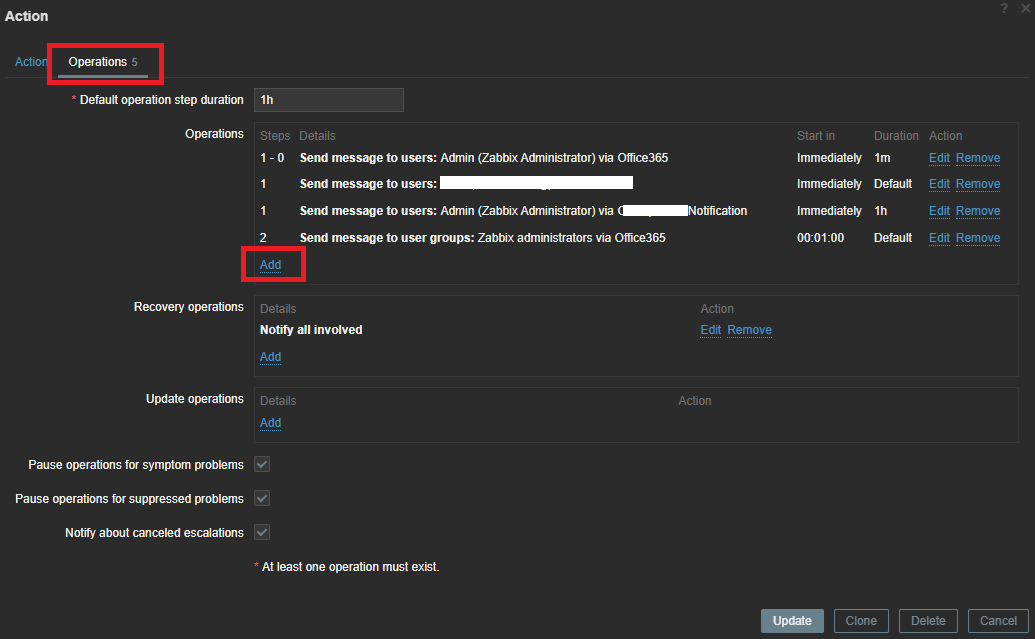 ? ×
Action
Action Operations 5
* Default operation step duration 1h
Operations Steps Details Start in Duration Action
1 - 0 Send message to users: Admin (Zabbix Administrator) via Office365 Immediately 1m Edit Remove
1 Send message to users: Immediately Default Edit Remove
1 Send message to users: Admin (Zabbix Administrator) via Notification Immediately 1h Edit Remove
2 Send message to user groups: Zabbix administrators via Office365 00:01:00 Default Edit Remove
Add
Recovery operations Details Action
Notify all involved Edit Remove
Add
Update operations Details Action
Add
Pause operations for symptom problems
Pause operations for suppressed problems
Notify about canceled escalations
* At least one operation must exist.
Update Clone Delete Cancel